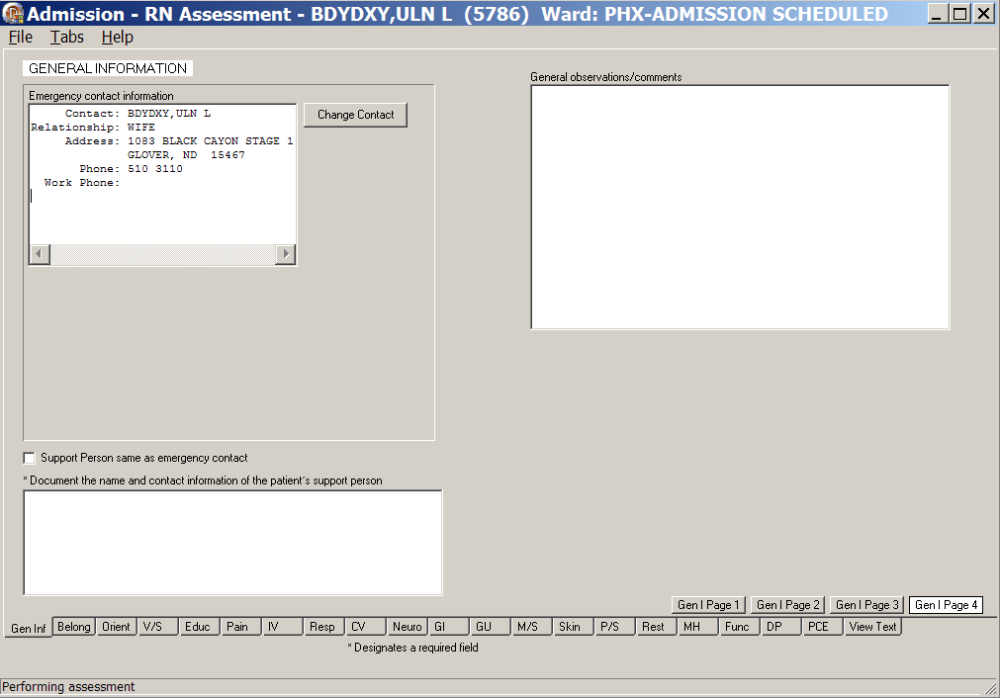 Admission - RN Assessment - BDYDXY,ULN L (5786) Ward: PHX-ADMISSION SCHEDULED
File Tabs Help
GENERAL INFORMATION
Emergency contact information
Contact: BDYDXY,ULN L
Relationship: WIFE
Address: 1083 BLACK CAYON STAGE 1
GLOVER, ND 15467
Phone: 510 3110
Work Phone:
Change Contact
General observations/comments
Support Person same as emergency contact
* Document the name and contact information of the patient's support person
Gen I Page 1 Gen I Page 2 Gen I Page 3 Gen I Page 4
Gen Inf Belong Orient V/S Educ Pain IV Resp CV Neuro GI GU M/S Skin P/S Rest MH Func DP PCE View Text
* Designates a required field
Performing assessment